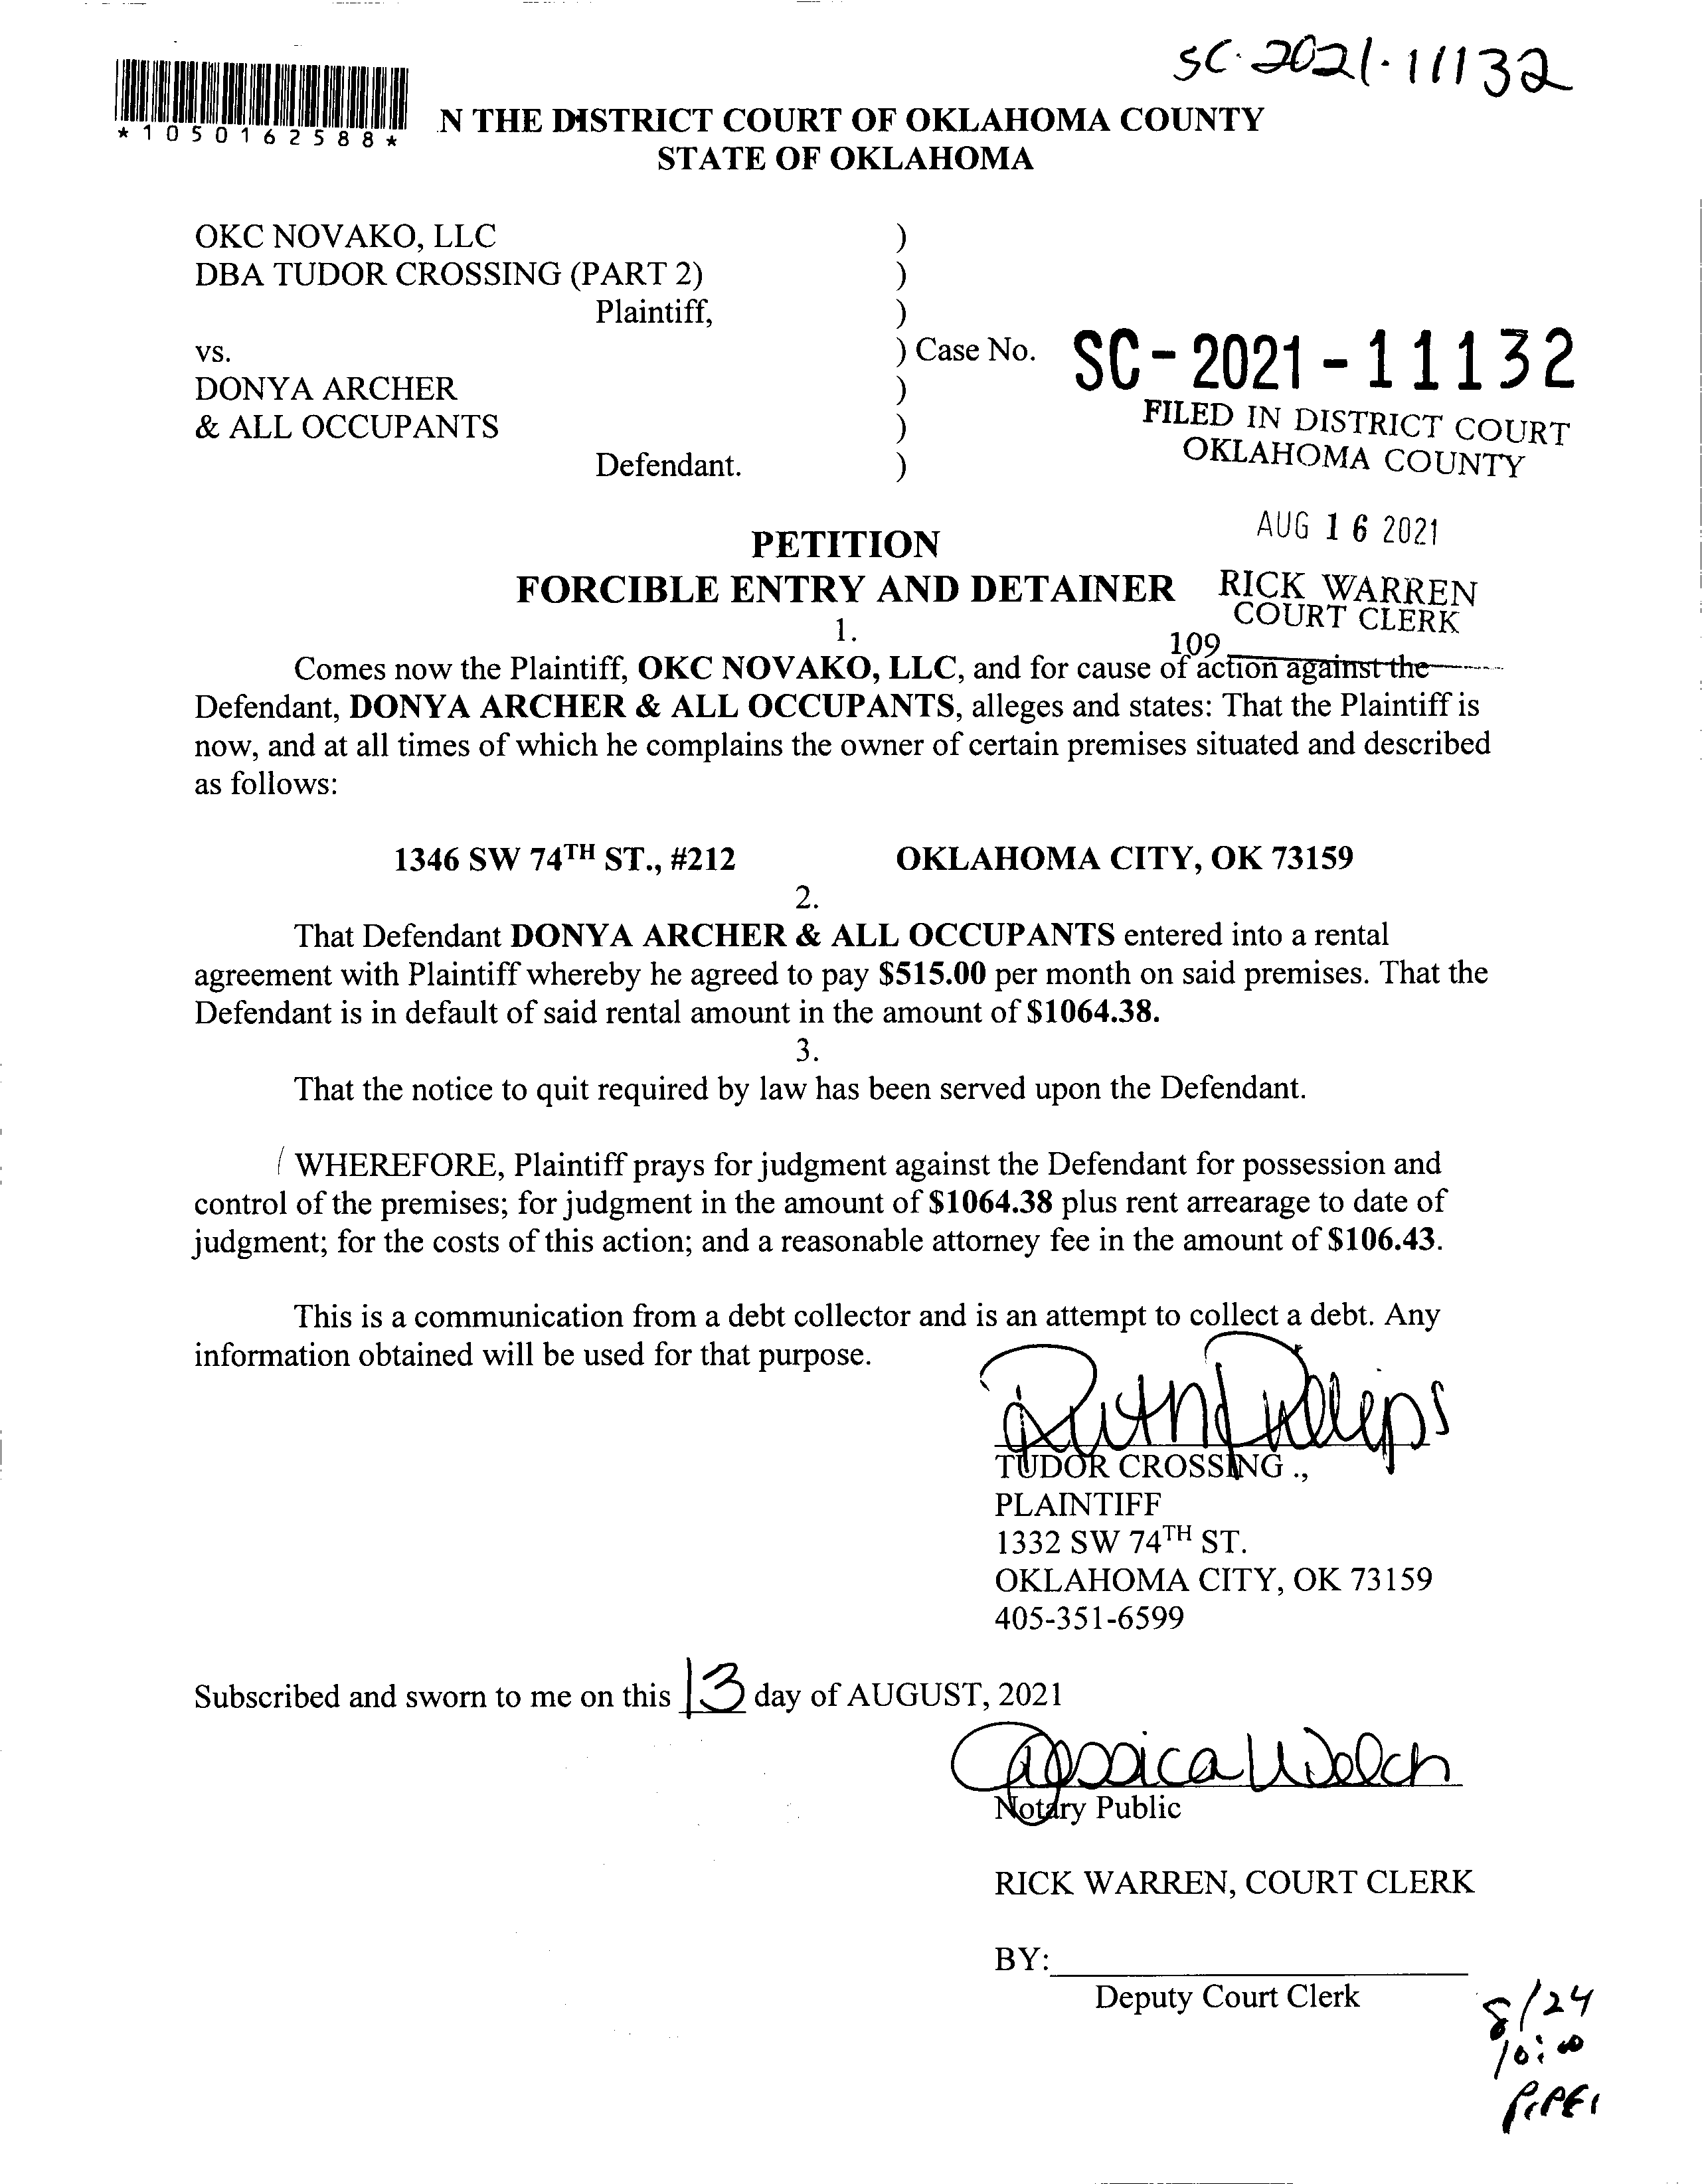 SC-2021-11132
*1050162588*
N THE DISTRICT COURT OF OKLAHOMA COUNTY
STATE OF OKLAHOMA
OKC NOVAKO, LLC )
DBA TUDOR CROSSING (PART 2) )
Plaintiff, )
vs. ) Case No. SC-2021-11132
DONYA ARCHER )
& ALL OCCUPANTS )
Defendant. )
FILED IN DISTRICT COURT
OKLAHOMA COUNTY
AUG 16 2021
PETITION
FORCIBLE ENTRY AND DETAINER
RICK WARREN
COURT CLERK
1.
109
Comes now the Plaintiff, OKC NOVAKO, LLC, and for cause of action against the
Defendant, DONYA ARCHER & ALL OCCUPANTS, alleges and states: That the Plaintiff is
now, and at all times of which he complains the owner of certain premises situated and described
as follows:
1346 SW 74TH ST., #212 OKLAHOMA CITY, OK 73159
2.
That Defendant DONYA ARCHER & ALL OCCUPANTS entered into a rental
agreement with Plaintiff whereby he agreed to pay $515.00 per month on said premises. That the
Defendant is in default of said rental amount in the amount of $1064.38.
3.
That the notice to quit required by law has been served upon the Defendant.
WHEREFORE, Plaintiff prays for judgment against the Defendant for possession and
control of the premises; for judgment in the amount of $1064.38 plus rent arrearage to date of
judgment; for the costs of this action; and a reasonable attorney fee in the amount of $106.43.
This is a communication from a debt collector and is an attempt to collect a debt. Any
information obtained will be used for that purpose.
Ruth Phillips
TUDOR CROSSING .,
PLAINTIFF
1332 SW 74TH ST.
OKLAHOMA CITY, OK 73159
405-351-6599
Subscribed and sworn to me on this 13 day of AUGUST, 2021
Jessica Welch
Notary Public
RICK WARREN, COURT CLERK
BY:
Deputy Court Clerk
8/24
10:00